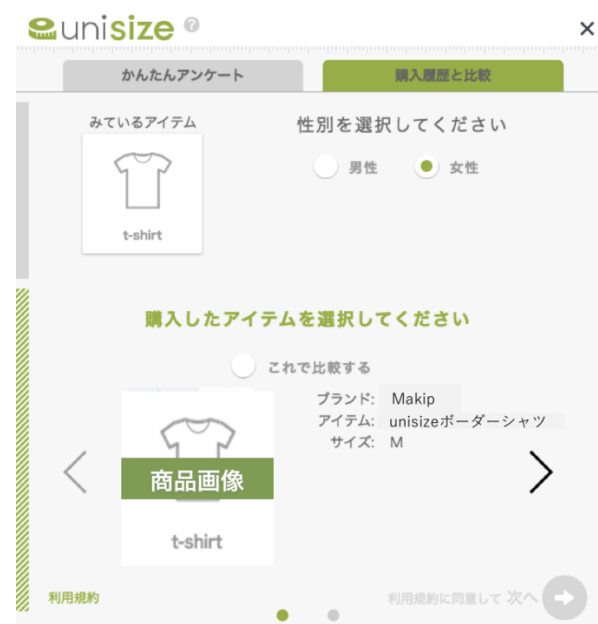 unisize ?
かんたんアンケート
購入履歴と比較
みているアイテム
t-shirt
性別を選択してください
男性
女性
購入したアイテムを選択してください
これで比較する
商品画像
t-shirt
ブランド: Makip
アイテム: unisizeボーダーシャツ
サイズ: M
利用規約
利用規約に同意して 次へ